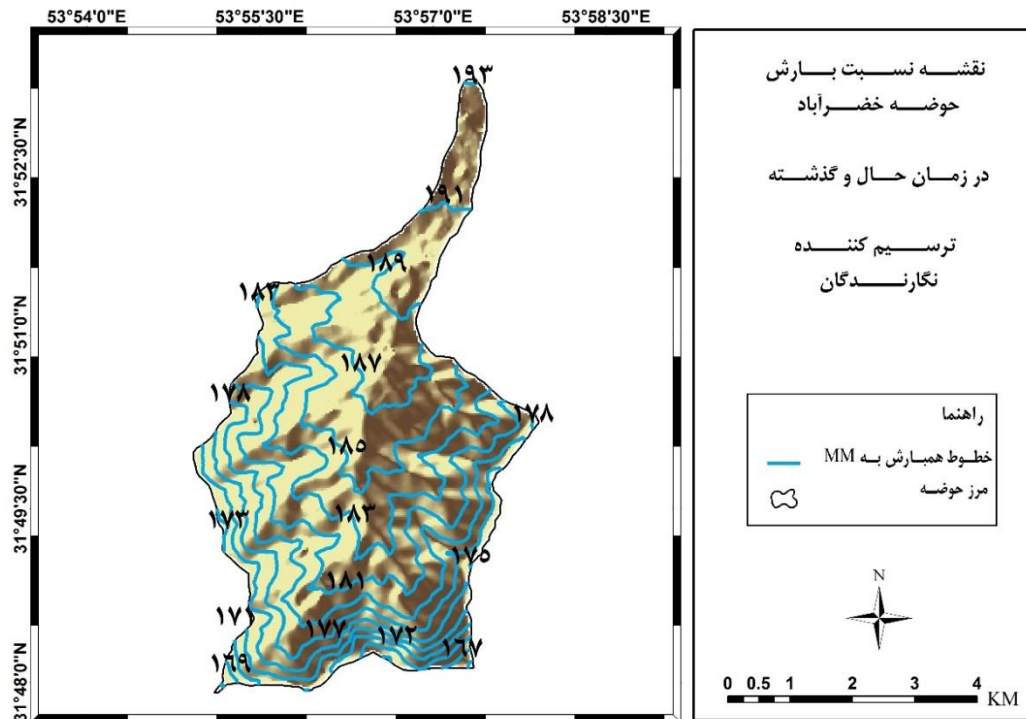 53°54'0"E 53°55'30"E 53°57'0"E 53°58'30"E
31°52'30"N
31°51'0"N
31°49'30"N
31°48'0"N
۱۹۳
۱۹۱
۱۸۹
۱۸۳
۱۸۷
۱۷۸
۱۷۸
۱۸۵
۱۷۳
۱۸۳
۱۷۵
۱۸۱
۱۷۱
۱۷۷
۱۷۲
۱۶۷
۱۶۹
نقشه نسبت بارش
حوضه خضرآباد
در زمان حال و گذشته
ترسیم کننده
نگارندگان
راهنما
خطوط همبارش به MM
مرز حوضه
N
0 0.5 1 2 3 4 KM